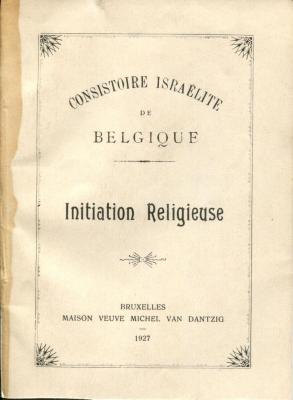 CONSISTOIRE ISRAELITE
DE
BELGIQUE
Initiation Religieuse
BRUXELLES
MAISON VEUVE MICHEL VAN DANTZIG
1927